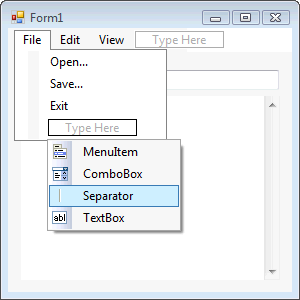 Form1
File Edit View Type Here
Open...
Save...
Exit
Type Here
MenuItem
ComboBox
Separator
abl TextBox